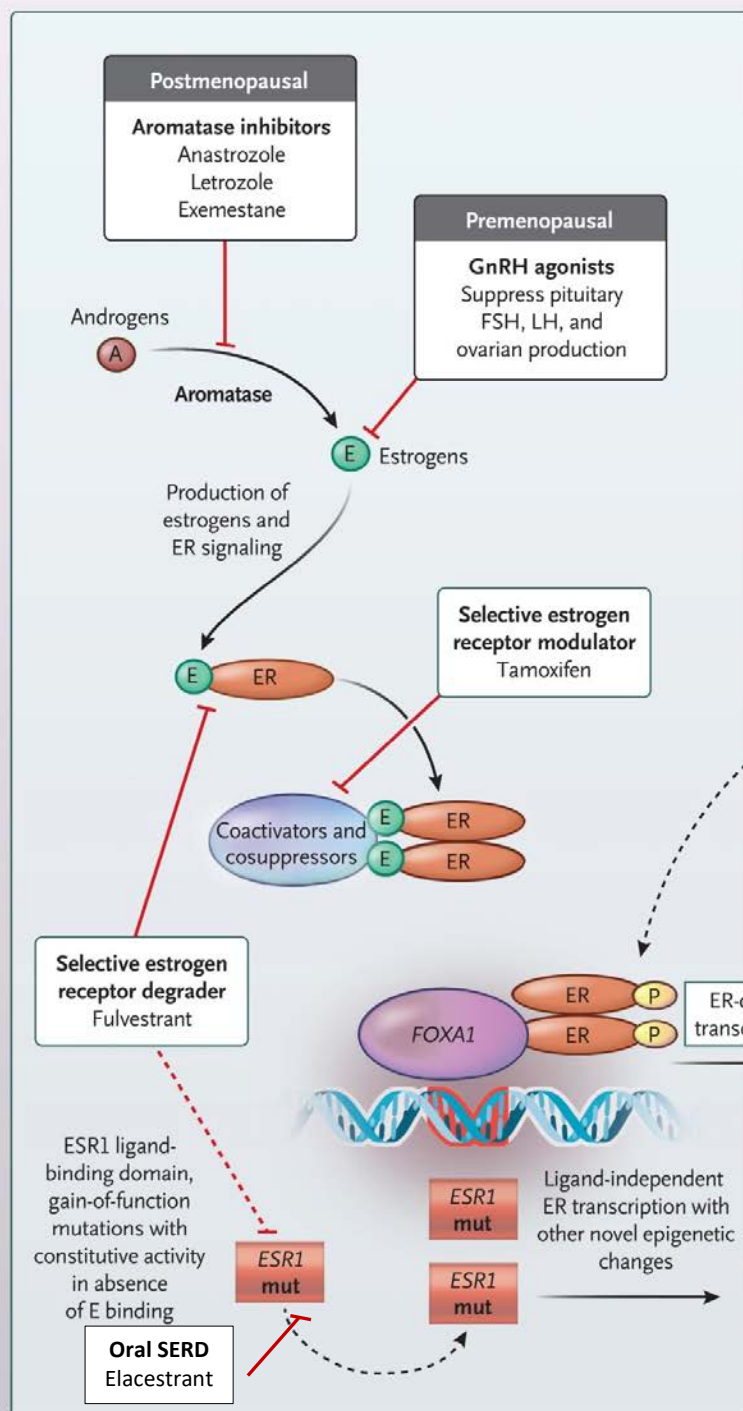 Postmenopausal
Aromatase inhibitors
Anastrozole
Letrozole
Exemestane
Premenopausal
GnRH agonists
Suppress pituitary
FSH, LH, and
ovarian production
Androgens
A
Aromatase
E
Estrogens
Production of
estrogens and
ER signaling
Selective estrogen
receptor modulator
Tamoxifen
E
ER
Coactivators and
cosuppressors
E
ER
E
ER
Selective estrogen
receptor degrader
Fulvestrant
FOXA1
ER
P
ER
P
ESR1 ligand-
binding domain,
gain-of-function
mutations with
constitutive activity
in absence
of E binding
ESR1
mut
ESR1
mut
ESR1
mut
Ligand-independent
ER transcription with
other novel epigenetic
changes
Oral SERD
Elacestrant